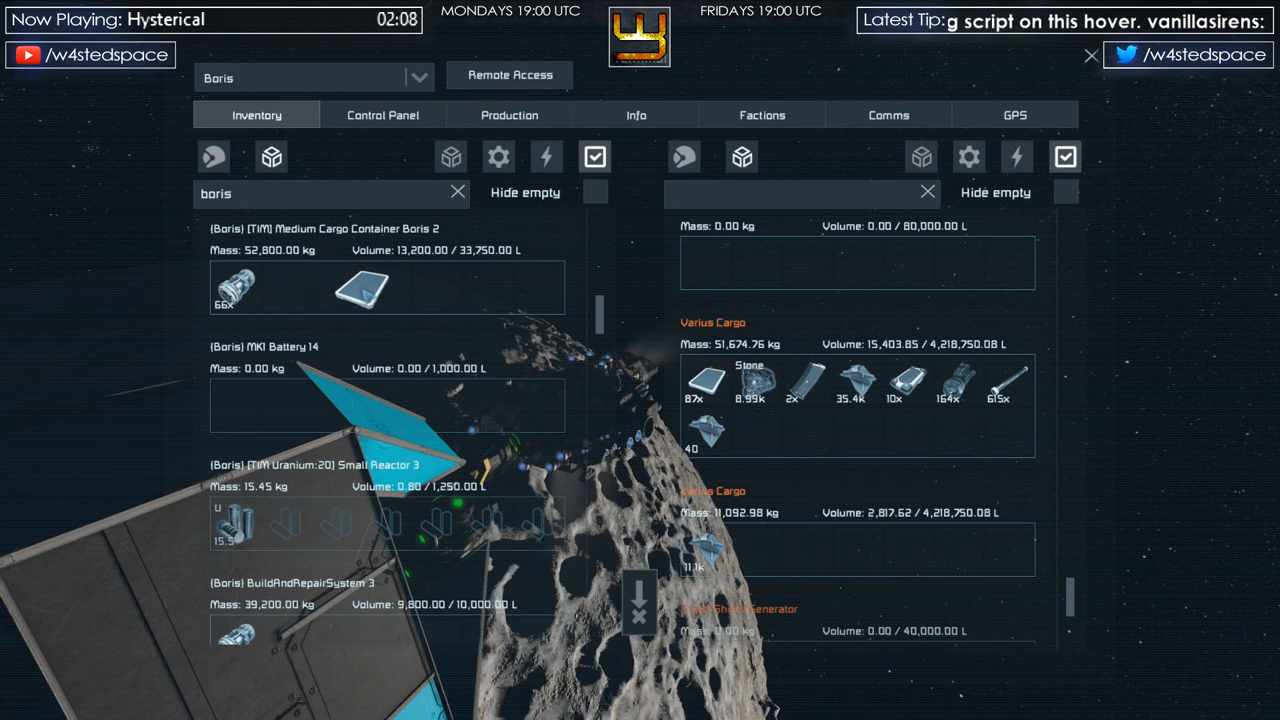 Now Playing: Hysterical 02:08
MONDAYS 19:00 UTC
FRIDAYS 19:00 UTC
Latest Tip: g script on this hover. vanillasirens:
/w4stedspace
/w4stedspace
Boris
Remote Access
Inventory
Control Panel
Production
Info
Factions
Comms
GPS
boris
Hide empty
Hide empty
(Boris) [TIM] Medium Cargo Container Boris 2
Mass: 52,800.00 kg Volume: 13,200.00 / 33,750.00 L
66x
(Boris) MK1 Battery 14
Mass: 0.00 kg Volume: 0.00 / 1,000.00 L
(Boris) [TIM Uranium:20] Small Reactor 3
Mass: 15.45 kg Volume: 0.80 / 1,250.00 L
U
(Boris) BuildAndRepairSystem 3
Mass: 39,200.00 kg Volume: 9,800.00 / 10,000.00 L
Mass: 0.00 kg Volume: 0.00 / 80,000.00 L
Varius Cargo
Mass: 51,674.76 kg Volume: 15,403.85 / 4,218,750.08 L
Stone
87x 8.99k 2x 35.4k 10x 164x 615x
40
Varius Cargo
Mass: 11,092.98 kg Volume: 2,817.62 / 4,218,750.08 L
11.1k
Generator
Mass: 0.00 kg Volume: 0.00 / 40,000.00 L